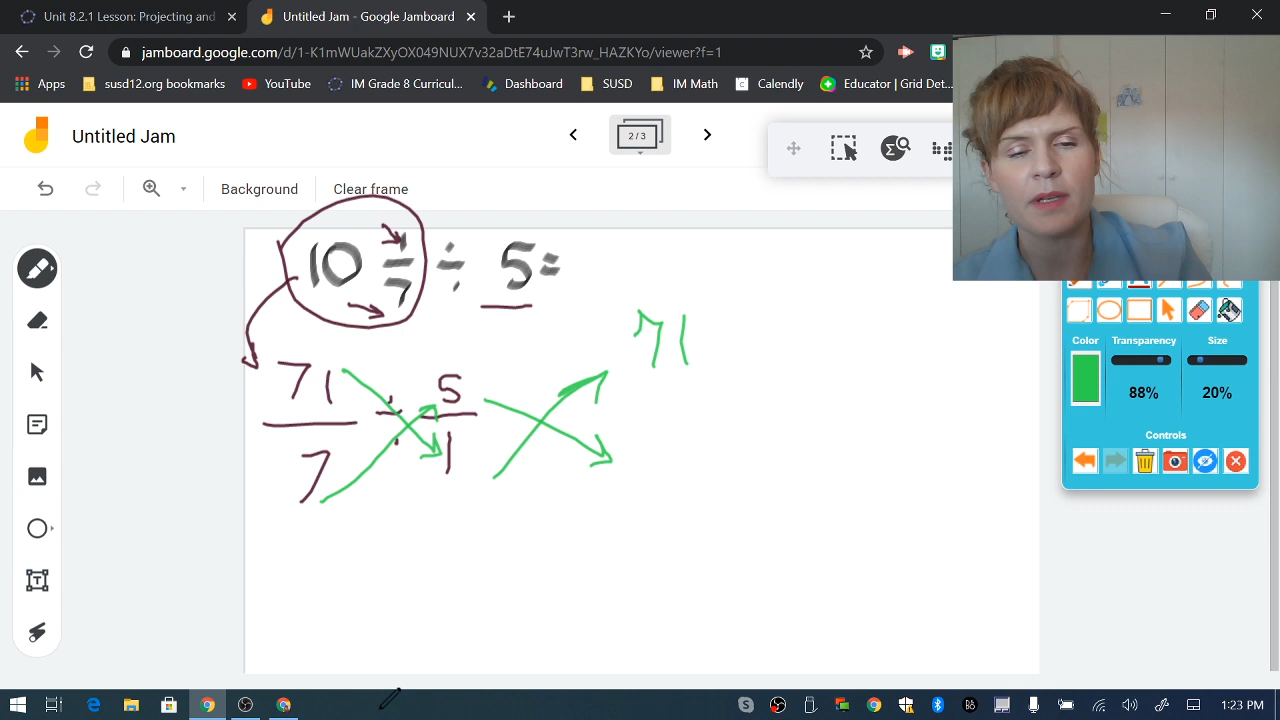 Unit 8.2.1 Lesson: Projecting and
Untitled Jam - Google Jamboard
jamboard.google.com/d/1-K1mWUakZXyOX049NUX7v32aDtF74uJwT3rw_HAZKYo/viewer?f=1
Apps
susd12.org bookmarks
YouTube
IM Grade 8 Curricul...
Dashboard
SUSD
IM Math
Calendly
Educator | Grid Det...
Untitled Jam
2 / 3
Background
Clear frame
10 1/7 ÷ 5 =
71/7 ÷ 5/1
71
Color
Transparency
Size
88%
20%
Controls
1:23 PM